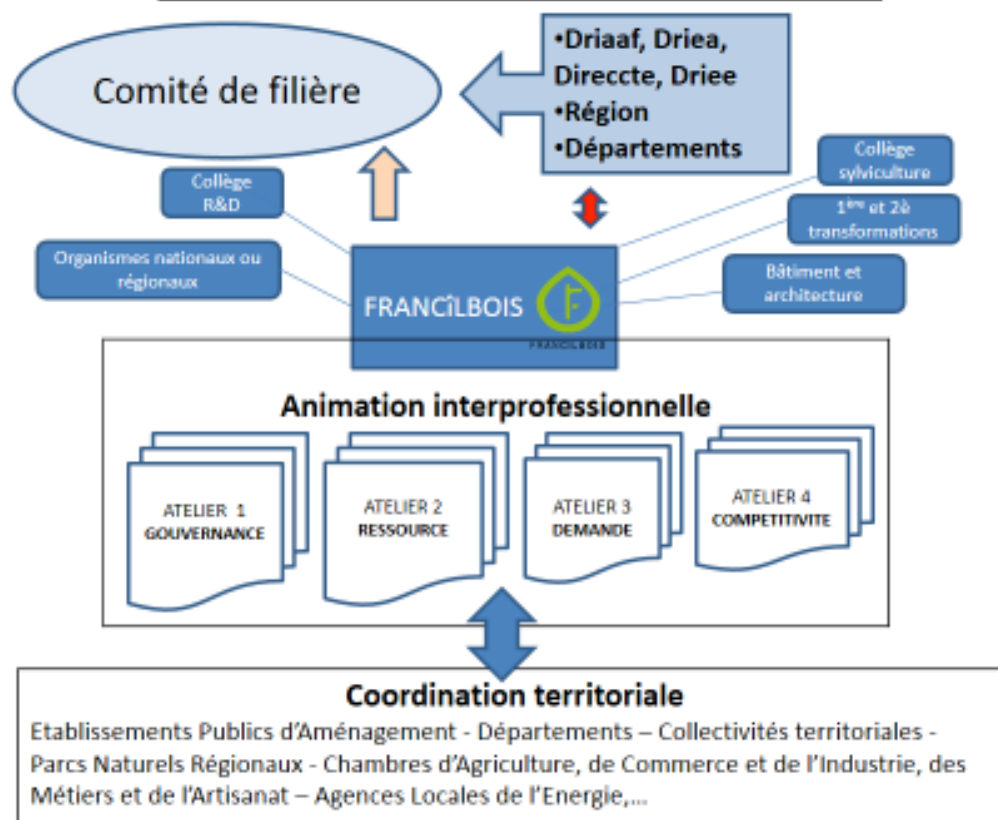 Comité de filière
•Driaaf, Driea,
Direccte, Driee
•Région
•Départements
Collège
R&D
Collège
sylviculture
Organismes nationaux ou
régionaux
1ère et 2è
transformations
Bâtiment et
architecture
FRANCÎLBOIS
FRANCILBOIS
Animation interprofessionnelle
ATELIER 1
GOUVERNANCE
ATELIER 2
RESSOURCE
ATELIER 3
DEMANDE
ATELIER 4
COMPETITIVITE
Coordination territoriale
Etablissements Publics d’Aménagement - Départements – Collectivités territoriales -
Parcs Naturels Régionaux - Chambres d’Agriculture, de Commerce et de l’Industrie, des
Métiers et de l’Artisanat – Agences Locales de l’Energie,...